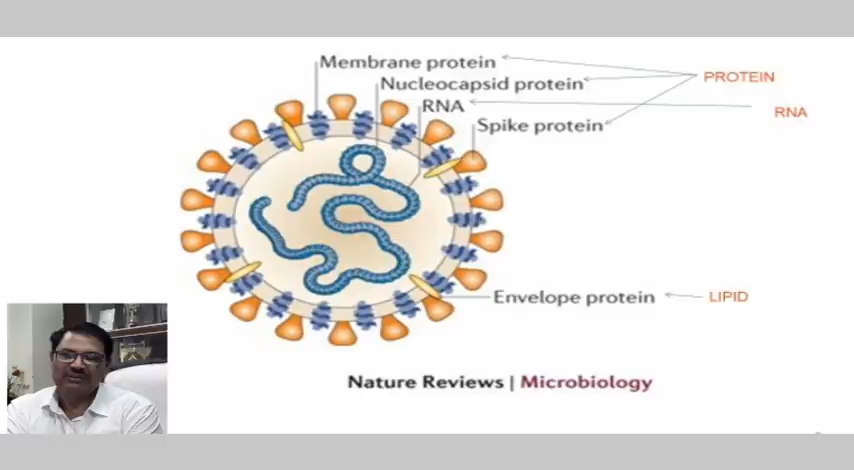 Membrane protein
Nucleocapsid protein
PROTEIN
RNA
RNA
Spike protein
Envelope protein
LIPID
Nature Reviews | Microbiology